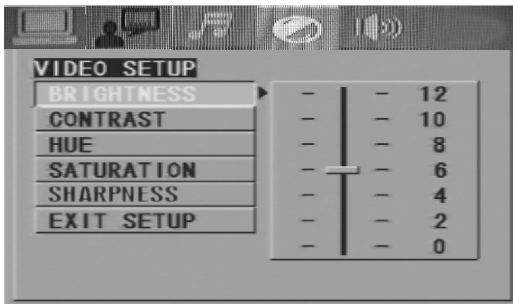 VIDEO SETUP
BRIGHTNESS
CONTRAST
HUE
SATURATION
SHARPNESS
EXIT SETUP
12
10
8
6
4
2
0